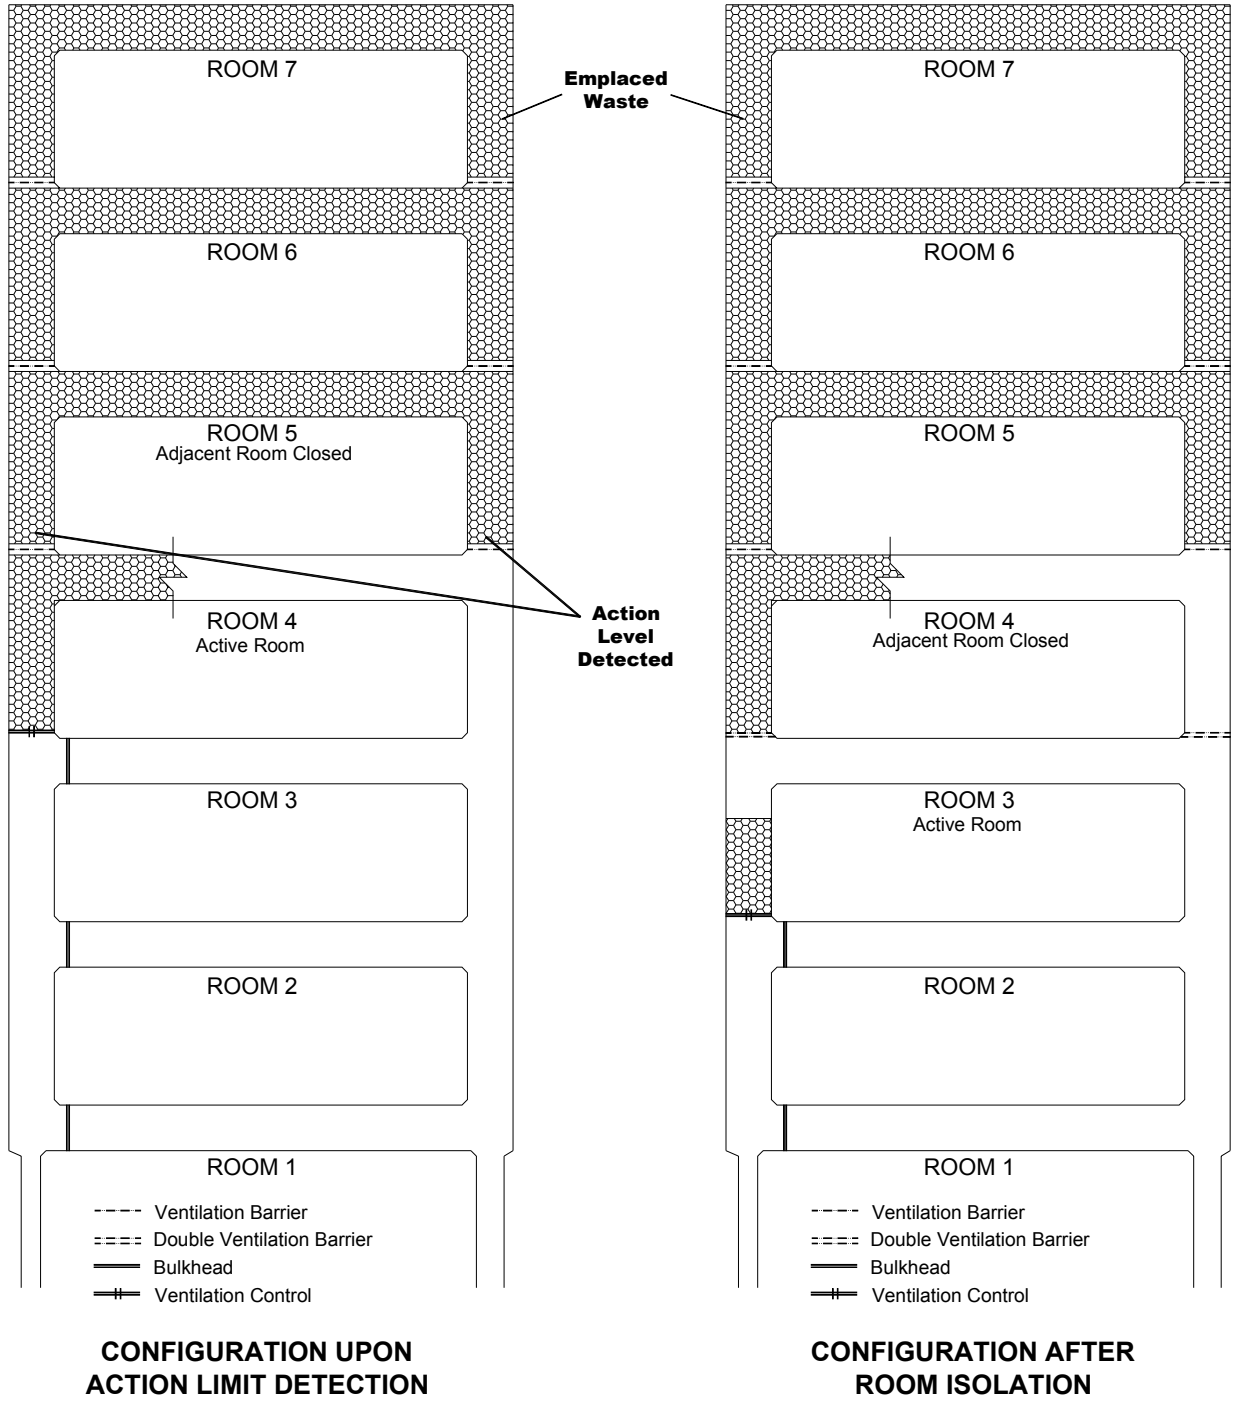 ROOM 7
ROOM 6
ROOM 5
Adjacent Room Closed
ROOM 4
Active Room
ROOM 3
ROOM 2
ROOM 1
Ventilation Barrier
Double Ventilation Barrier
Bulkhead
Ventilation Control
CONFIGURATION UPON
ACTION LIMIT DETECTION
Emplaced
Waste
Action
Level
Detected
ROOM 7
ROOM 6
ROOM 5
ROOM 4
Adjacent Room Closed
ROOM 3
Active Room
ROOM 2
ROOM 1
Ventilation Barrier
Double Ventilation Barrier
Bulkhead
Ventilation Control
CONFIGURATION AFTER
ROOM ISOLATION